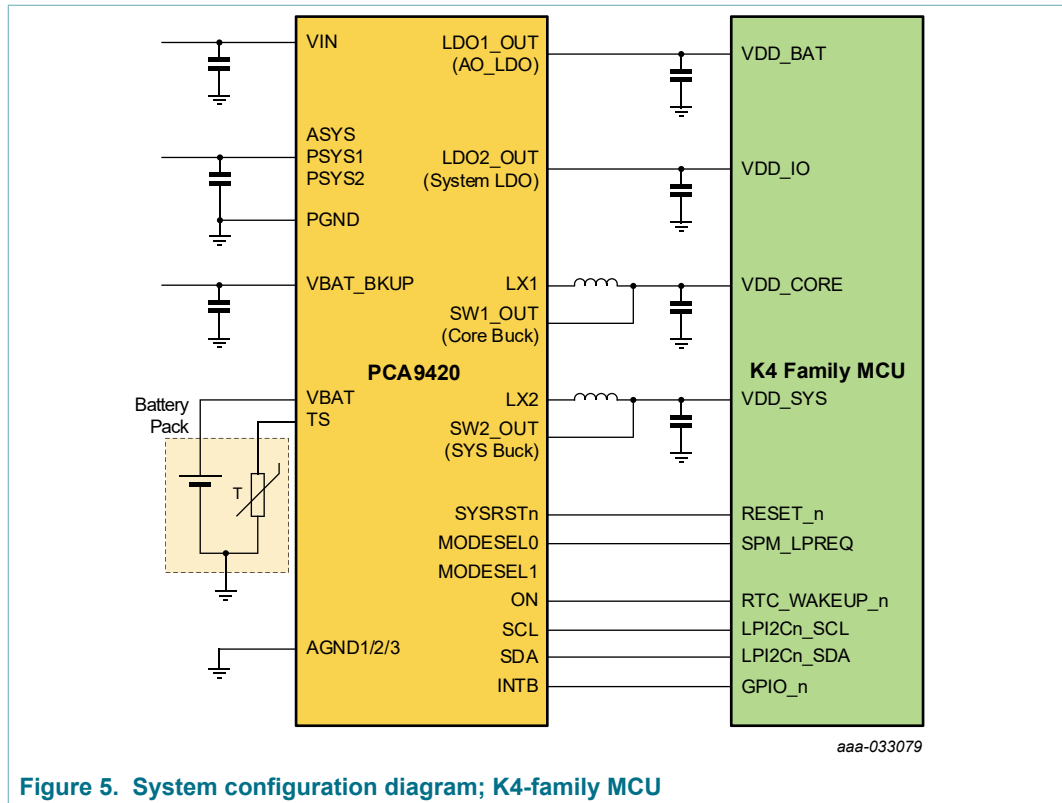 VIN
LDO1_OUT
(AO_LDO)
VDD_BAT
ASYS
PSYS1
PSYS2
LDO2_OUT
(System LDO)
VDD_IO
PGND
VBAT_BKUP
LX1
VDD_CORE
SW1_OUT
(Core Buck)
PCA9420
K4 Family MCU
Battery
Pack
VBAT
TS
LX2
VDD_SYS
SW2_OUT
(SYS Buck)
T
SYSRSTn
RESET_n
MODESEL0
SPM_LPREQ
MODESEL1
ON
RTC_WAKEUP_n
SCL
LPI2Cn_SCL
AGND1/2/3
SDA
LPI2Cn_SDA
INTB
GPIO_n
aaa-033079
Figure 5. System configuration diagram; K4-family MCU